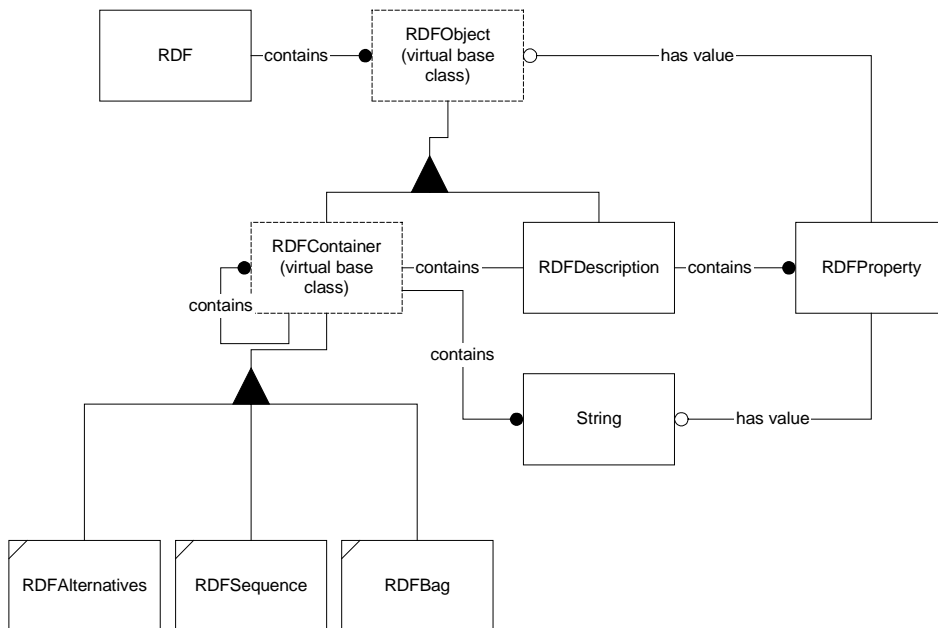 RDF
contains
RDFObject
(virtual base
class)
has value
RDFContainer
(virtual base
class)
contains
RDFDescription
contains
RDFProperty
contains
contains
String
has value
RDFAlternatives
RDFSequence
RDFBag